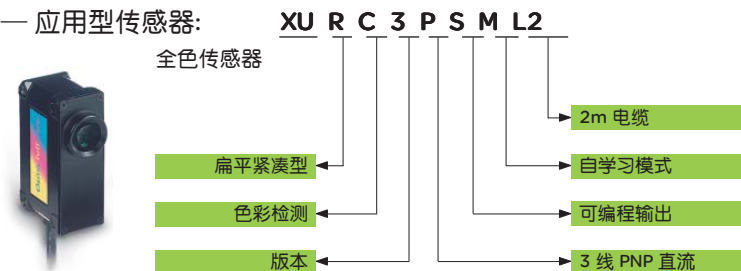 — 应用型传感器: XU R C 3 P S M L2
全色传感器
2m 电缆
扁平紧凑型
自学习模式
色彩检测
可编程输出
版本
3 线 PNP 直流